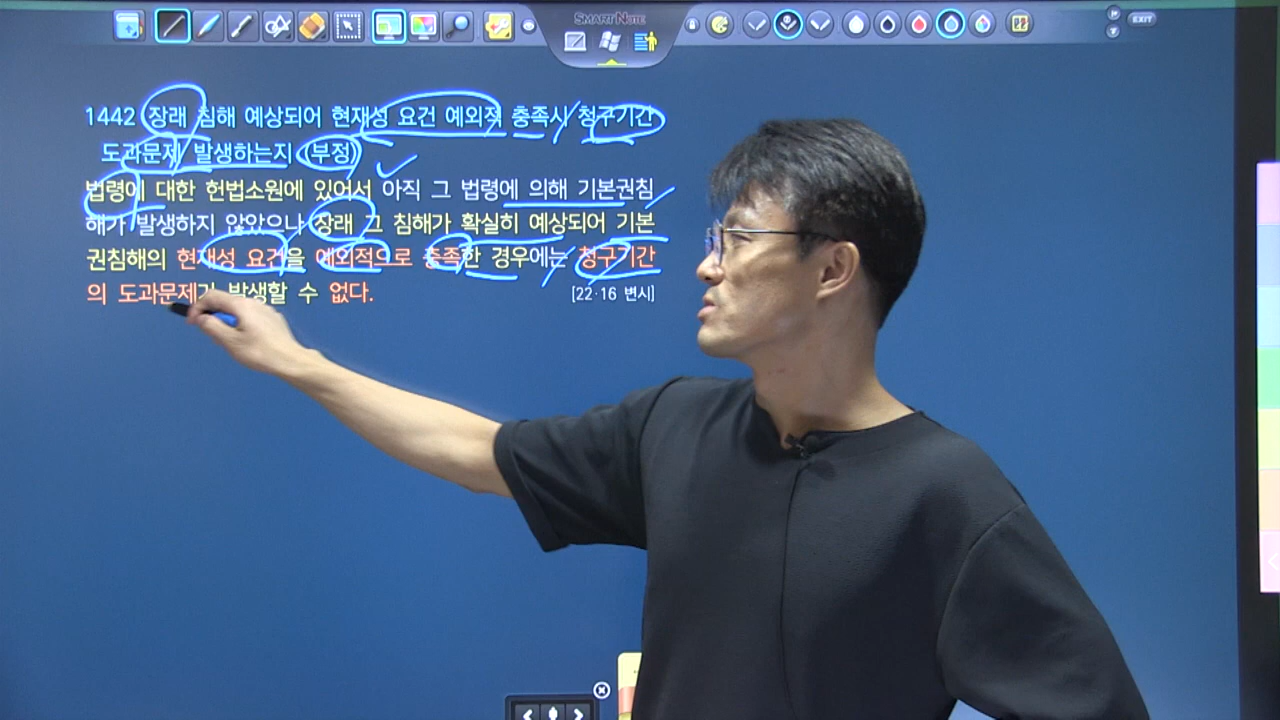 SMARTNOTE
EXIT
1442 장래 침해 예상되어 현재성 요건 예외적 충족시 청구기간
도과문제 발생하는지 (부정)
법령에 대한 헌법소원에 있어서 아직 그 법령에 의해 기본권침
해가 발생하지 않았으나 장래 그 침해가 확실히 예상되어 기본
권침해의 현재성 요건을 예외적으로 충족한 경우에는 청구기간
의 도과문제가 발생할 수 없다. [22·16 변시]